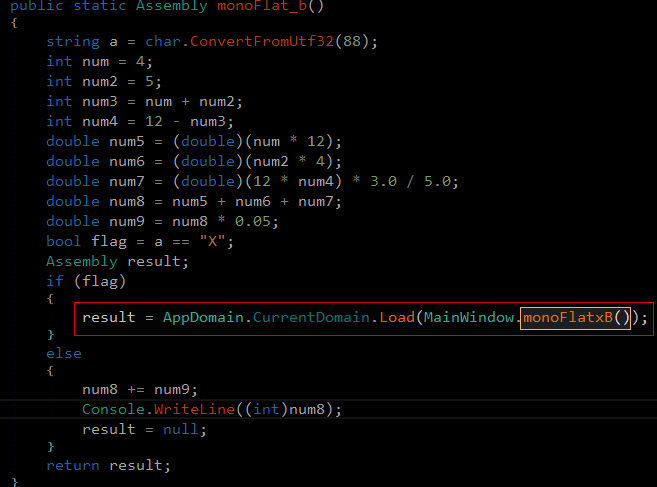 public static Assembly monoFlat_b()
{
string a = char.ConvertFromUtf32(88);
int num = 4;
int num2 = 5;
int num3 = num + num2;
int num4 = 12 - num3;
double num5 = (double)(num * 12);
double num6 = (double)(num2 * 4);
double num7 = (double)(12 * num4) * 3.0 / 5.0;
double num8 = num5 + num6 + num7;
double num9 = num8 * 0.05;
bool flag = a == "X";
Assembly result;
if (flag)
{
result = AppDomain.CurrentDomain.Load(MainWindow.monoFlatxB());
}
else
{
num8 += num9;
Console.WriteLine((int)num8);
result = null;
}
return result;
}